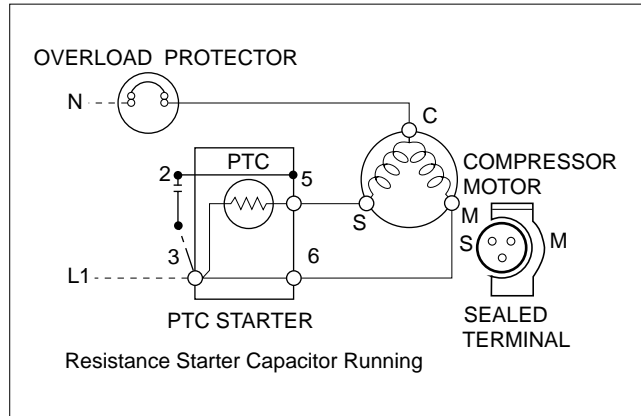 OVERLOAD PROTECTOR
N
C
PTC
COMPRESSOR
MOTOR
2
5
S
M
S
M
3
6
L1
SEALED
TERMINAL
PTC STARTER
Resistance Starter Capacitor Running